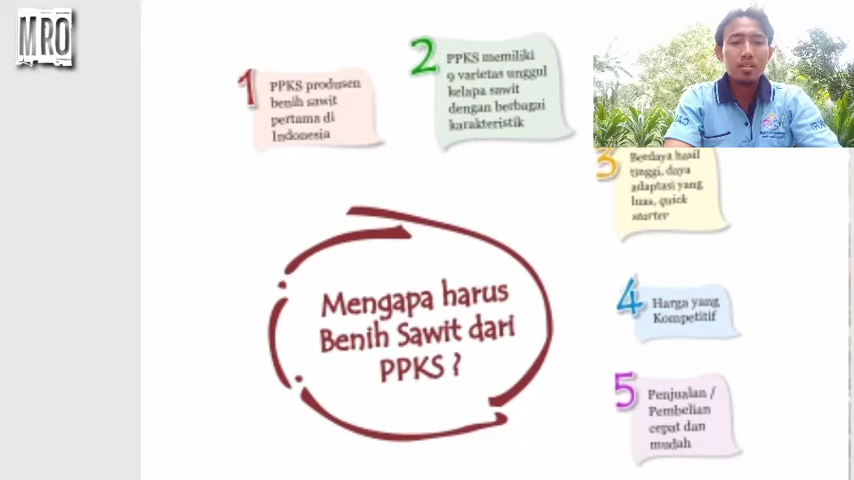 MRO
1
PPKS produsen
benih sawit
pertama di
Indonesia
2
PPKS memiliki
9 varietas unggul
kelapa sawit
dengan berbagai
karakteristik
3
Berdaya hasil
tinggi, daya
adaptasi yang
luas, quick
starter
Mengapa harus
Benih Sawit dari
PPKS ?
4
Harga yang
Kompetitif
5
Penjualan /
Pembelian
cepat dan
mudah